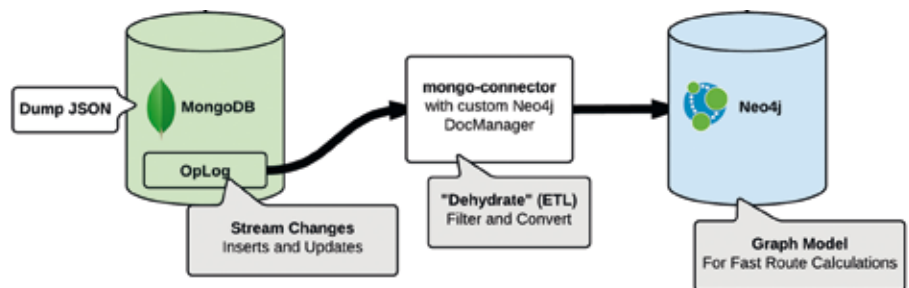 Dump JSON
MongoDB
OpLog
Stream Changes
Inserts and Updates
mongo-connector
with custom Neo4j
DocManager
"Dehydrate" (ETL)
Filter and Convert
Neo4j
Graph Model
For Fast Route Calculations